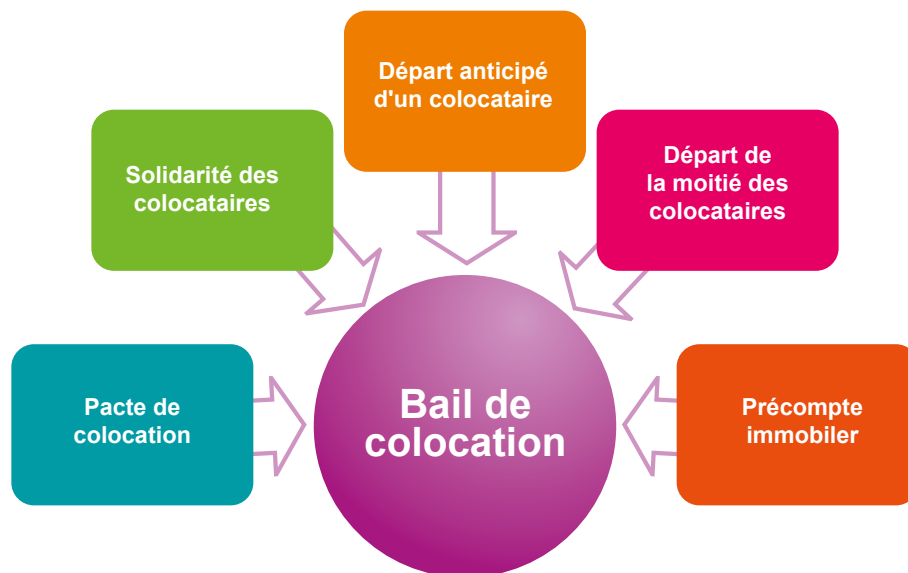 Départ anticipé
d'un colocataire
Solidarité des
colocataires
Départ de
la moitié des
colocataires
Pacte de
colocation
Bail de
colocation
Précompte
immobiler